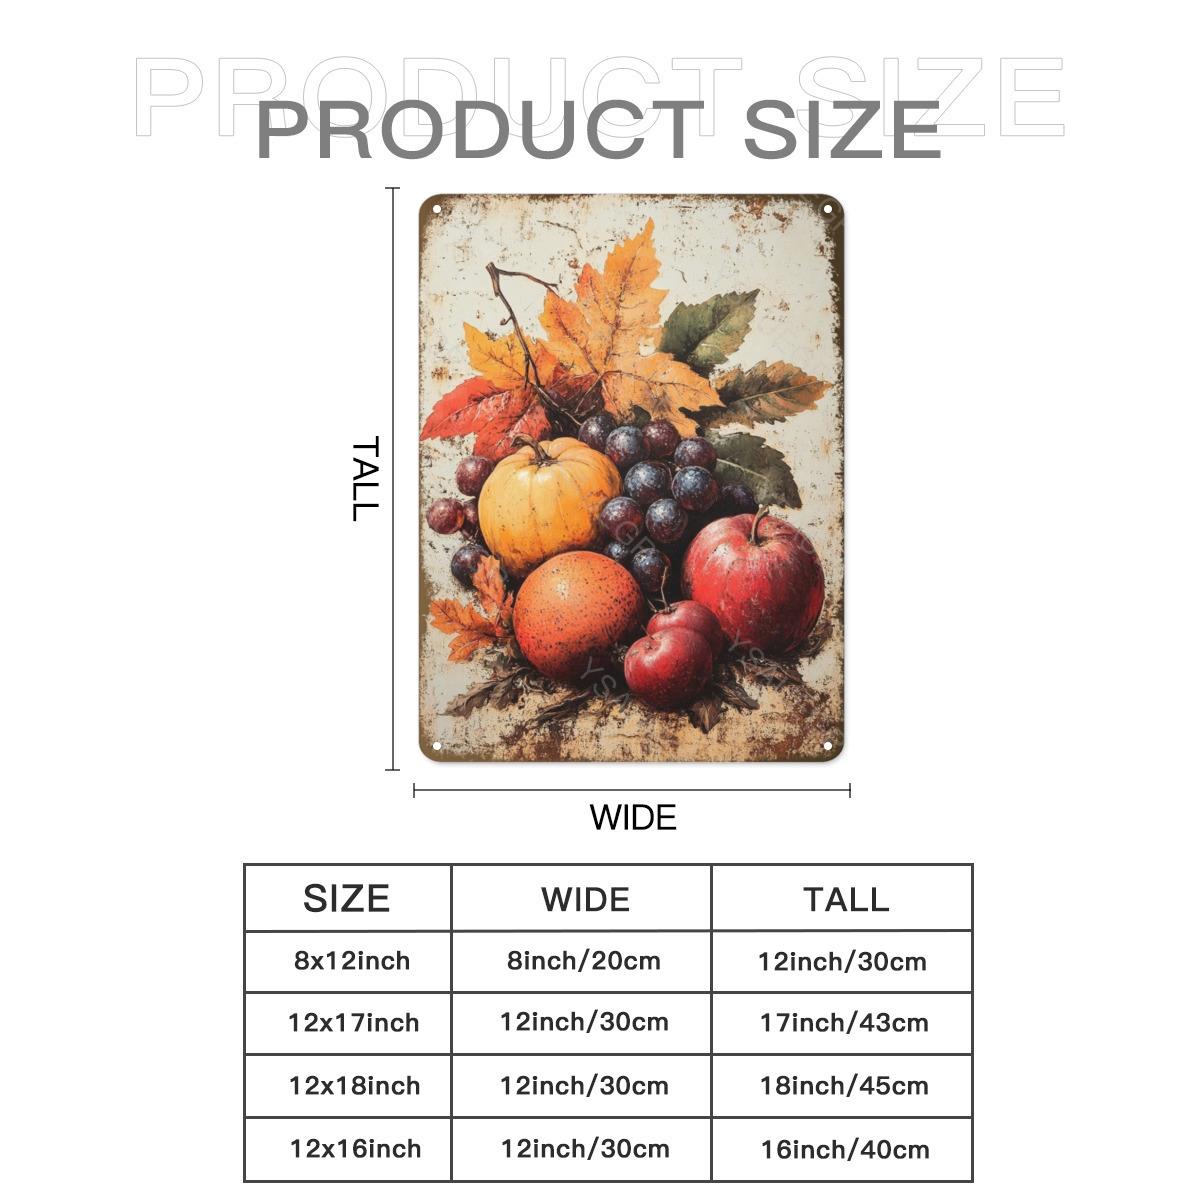 PRODUCT SIZE
PRODUCT SIZE
TALL
WIDE
SIZE WIDE TALL
8x12inch 8inch/20cm 12inch/30cm
12x17inch 12inch/30cm 17inch/43cm
12x18inch 12inch/30cm 18inch/45cm
12x16inch 12inch/30cm 16inch/40cm